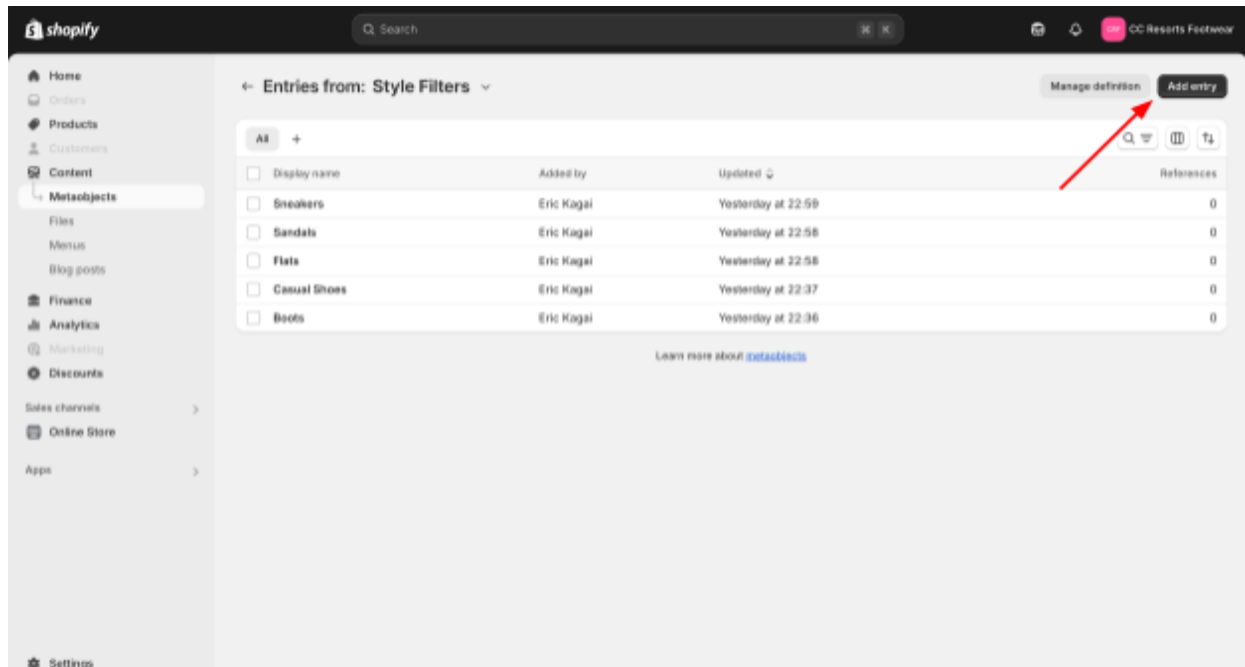 shopify
Search
⌘ K
CC Resorts Footwear
Home
Orders
Products
Customers
Content
Metaobjects
Files
Menus
Blog posts
Finance
Analytics
Marketing
Discounts
Sales channels
Online Store
Apps
Settings
← Entries from: Style Filters
Manage definition
Add entry
All +
Display name Added by Updated References
Sneakers Eric Kagai Yesterday at 22:59 0
Sandals Eric Kagai Yesterday at 22:58 0
Flats Eric Kagai Yesterday at 22:58 0
Casual Shoes Eric Kagai Yesterday at 22:37 0
Boots Eric Kagai Yesterday at 22:36 0
Learn more about metaobjects